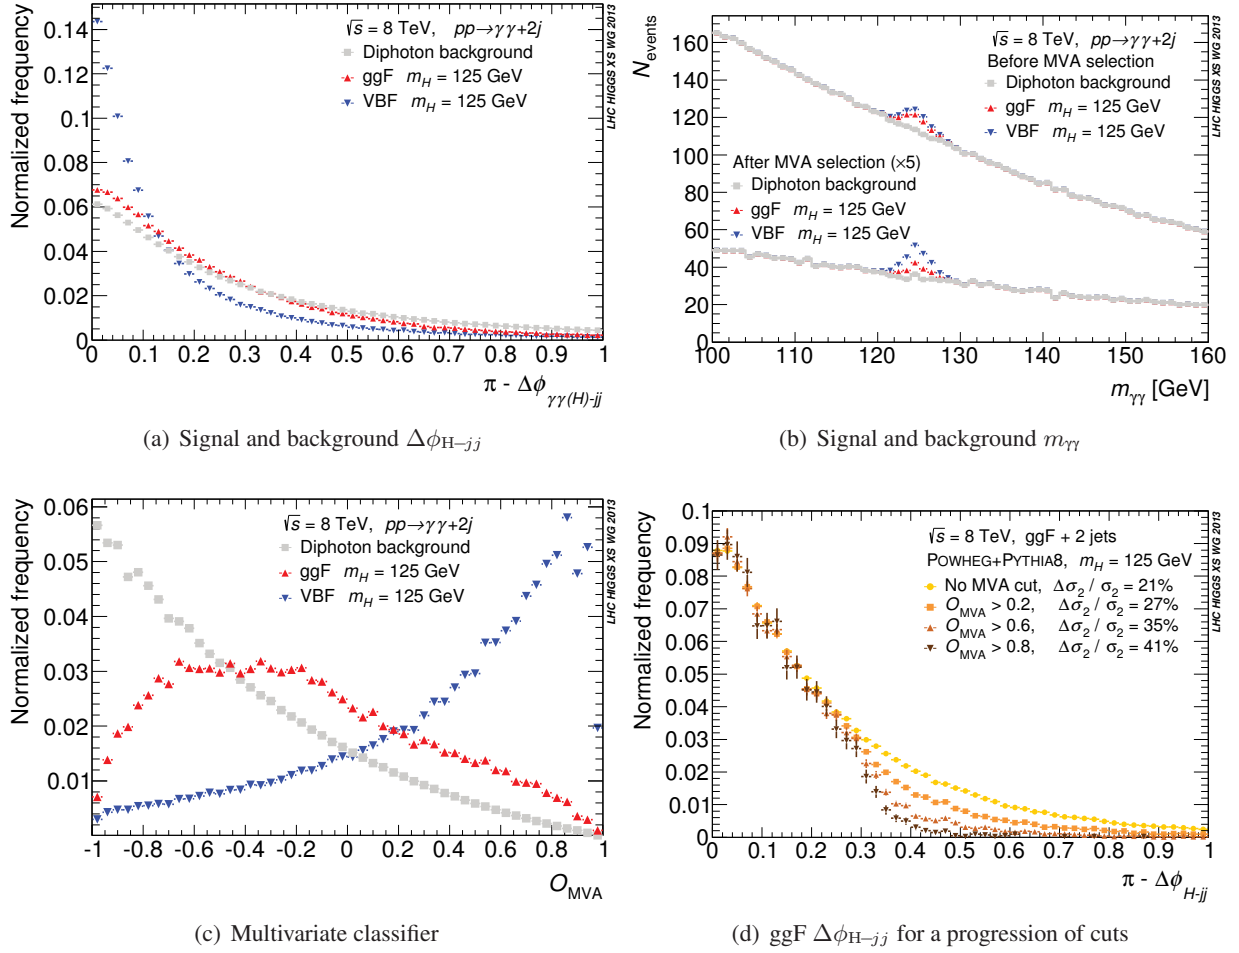 Normalized frequency
0.14
0.12
0.1
0.08
0.06
0.04
0.02
0
√s = 8 TeV, pp→γγ+2j
Diphoton background
ggF m_H = 125 GeV
VBF m_H = 125 GeV
LHC HIGGS XS WG 2013
0 0.1 0.2 0.3 0.4 0.5 0.6 0.7 0.8 0.9 1
π - Δϕ_γγ(H)-jj
(a) Signal and background Δϕ_H−jj
N_events
160
140
120
100
80
60
40
20
0
√s = 8 TeV, pp→γγ+2j
Before MVA selection
Diphoton background
ggF m_H = 125 GeV
VBF m_H = 125 GeV
After MVA selection (×5)
Diphoton background
ggF m_H = 125 GeV
VBF m_H = 125 GeV
LHC HIGGS XS WG 2013
100 110 120 130 140 150 160
m_γγ [GeV]
(b) Signal and background m_γγ
Normalized frequency
0.06
0.05
0.04
0.03
0.02
0.01
√s = 8 TeV, pp→γγ+2j
Diphoton background
ggF m_H = 125 GeV
VBF m_H = 125 GeV
LHC HIGGS XS WG 2013
-1 -0.8 -0.6 -0.4 -0.2 0 0.2 0.4 0.6 0.8 1
O_MVA
(c) Multivariate classifier
Normalized frequency
0.1
0.09
0.08
0.07
0.06
0.05
0.04
0.03
0.02
0.01
0
√s = 8 TeV, ggF + 2 jets
POWHEG+PYTHIA8, m_H = 125 GeV
No MVA cut, Δσ₂ / σ₂ = 21%
O_MVA > 0.2, Δσ₂ / σ₂ = 27%
O_MVA > 0.6, Δσ₂ / σ₂ = 35%
O_MVA > 0.8, Δσ₂ / σ₂ = 41%
LHC HIGGS XS WG 2013
0 0.1 0.2 0.3 0.4 0.5 0.6 0.7 0.8 0.9 1
π - Δϕ_H-jj
(d) ggF Δϕ_H−jj for a progression of cuts